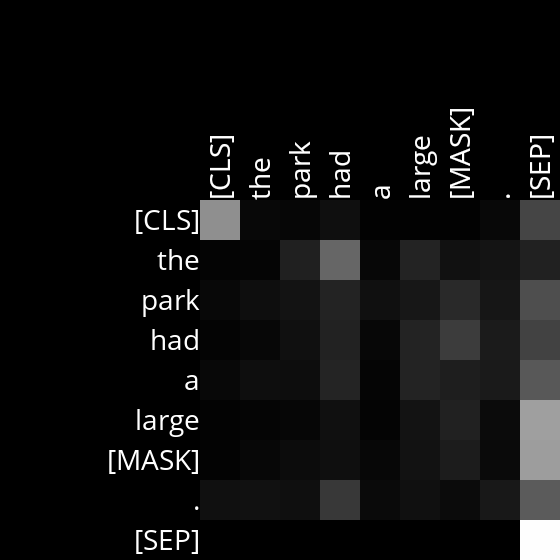 [CLS] the park had a large [MASK] . [SEP]
[CLS]
the
park
had
a
large
[MASK]
.
[SEP]